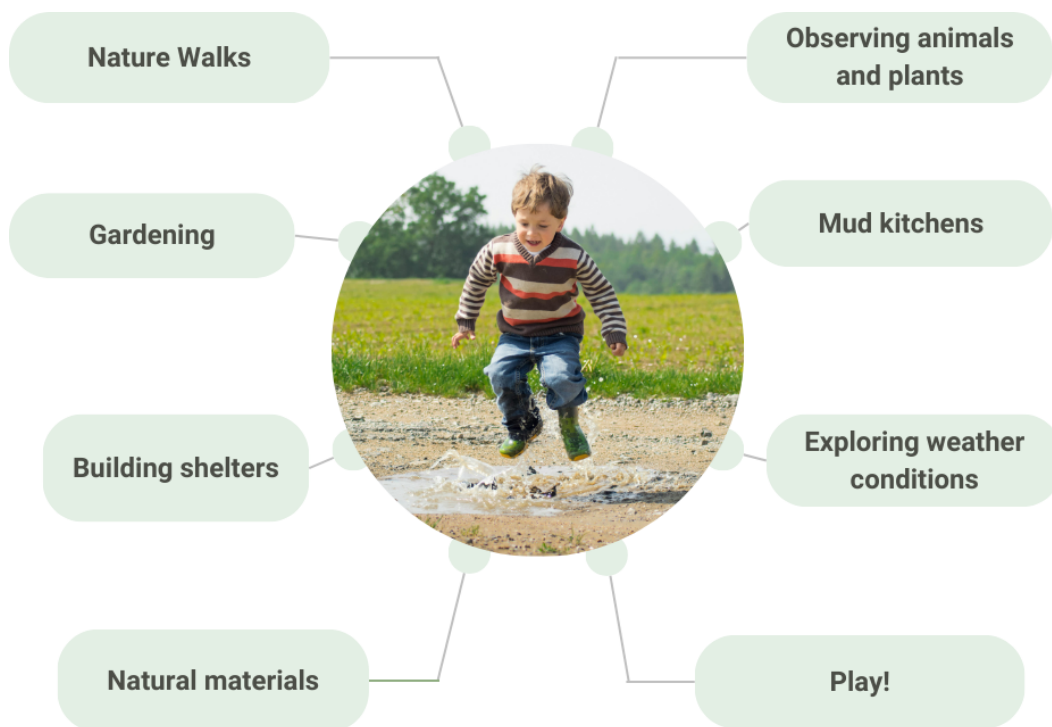 Nature Walks
Observing animals
and plants
Gardening
Mud kitchens
Building shelters
Exploring weather
conditions
Natural materials
Play!